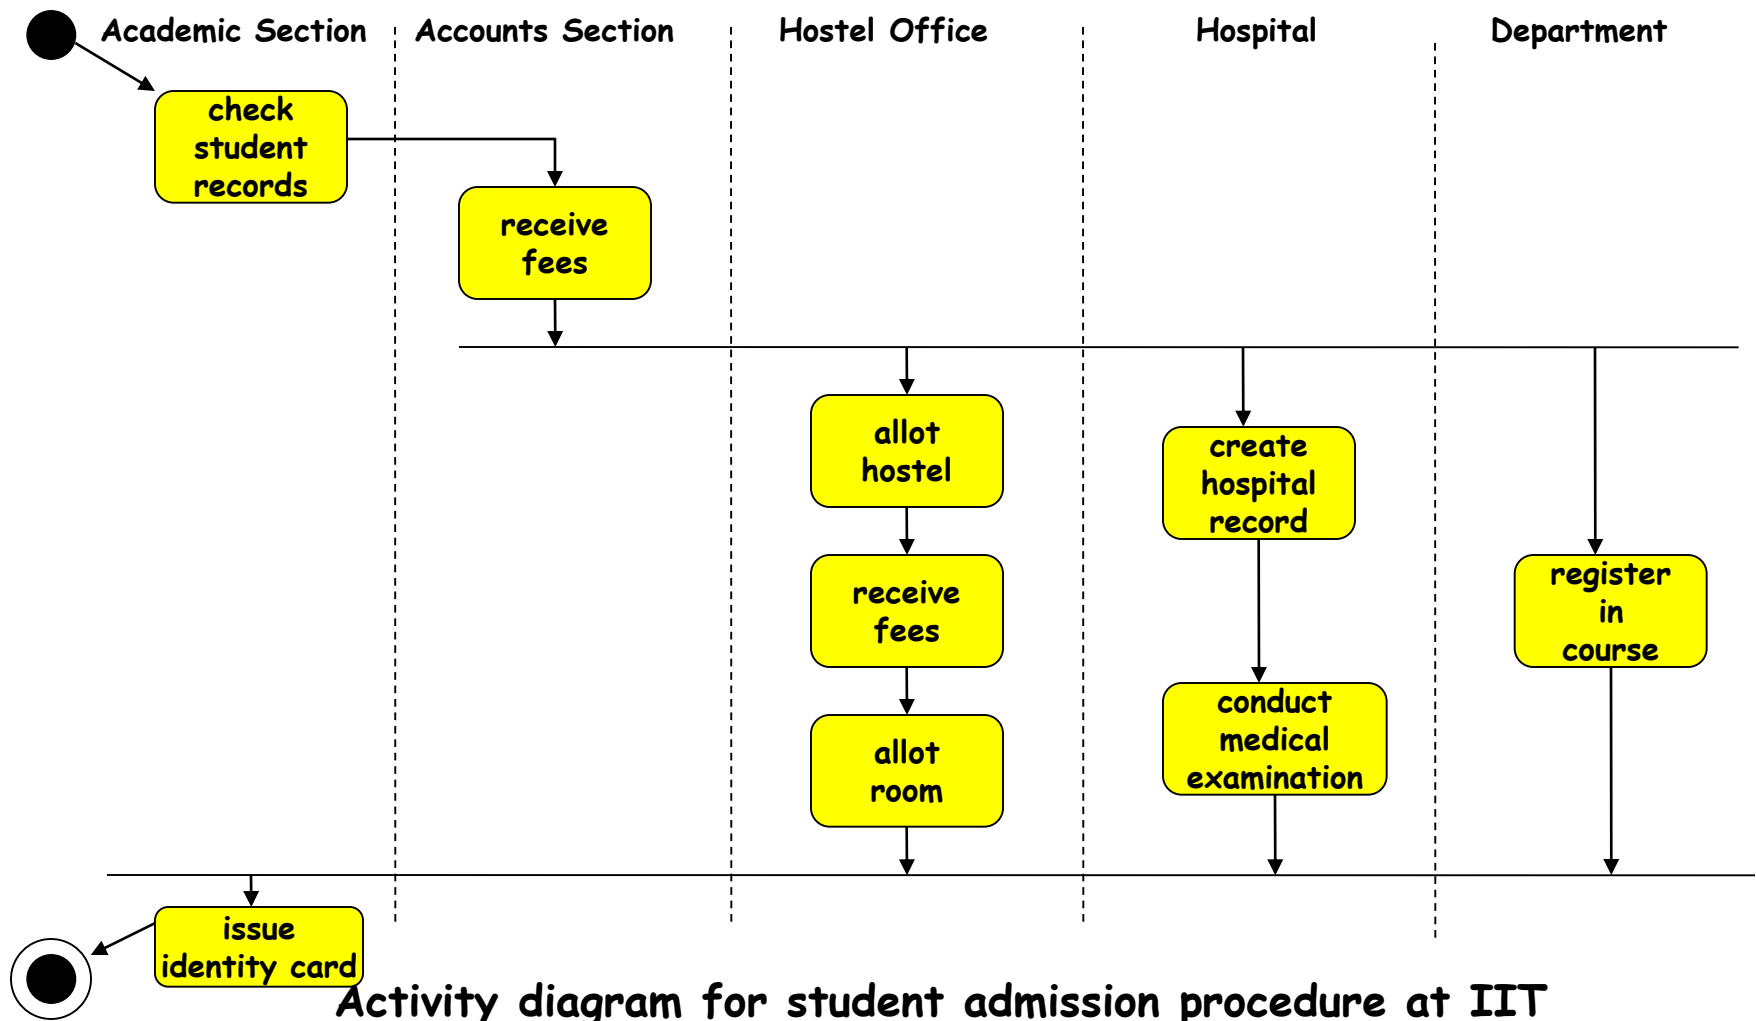 Academic Section
Accounts Section
Hostel Office
Hospital
Department
check
student
records
receive
fees
allot
hostel
create
hospital
record
receive
fees
register
in
course
allot
room
conduct
medical
examination
issue
identity card
Activity diagram for student admission procedure at IIT